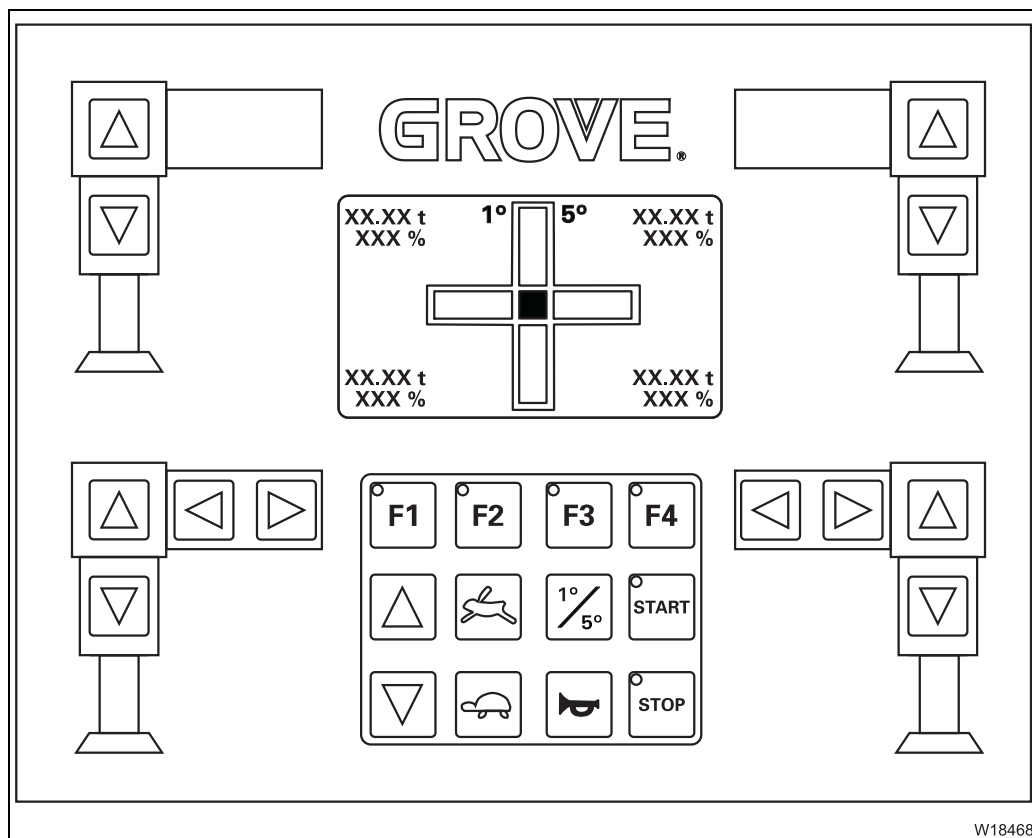 GROVE®
XX.XX t 1° 5° XX.XX t
XXX % XXX %
XX.XX t XX.XX t
XXX % XXX %
F1 F2 F3 F4
1°/5° START
STOP
W18468